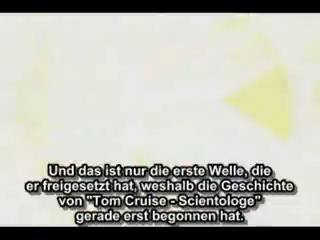 Und das ist nur die erste Welle, die
er freigesetzt hat, weshalb die Geschichte
von "Tom Cruise - Scientologe"
gerade erst begonnen hat.